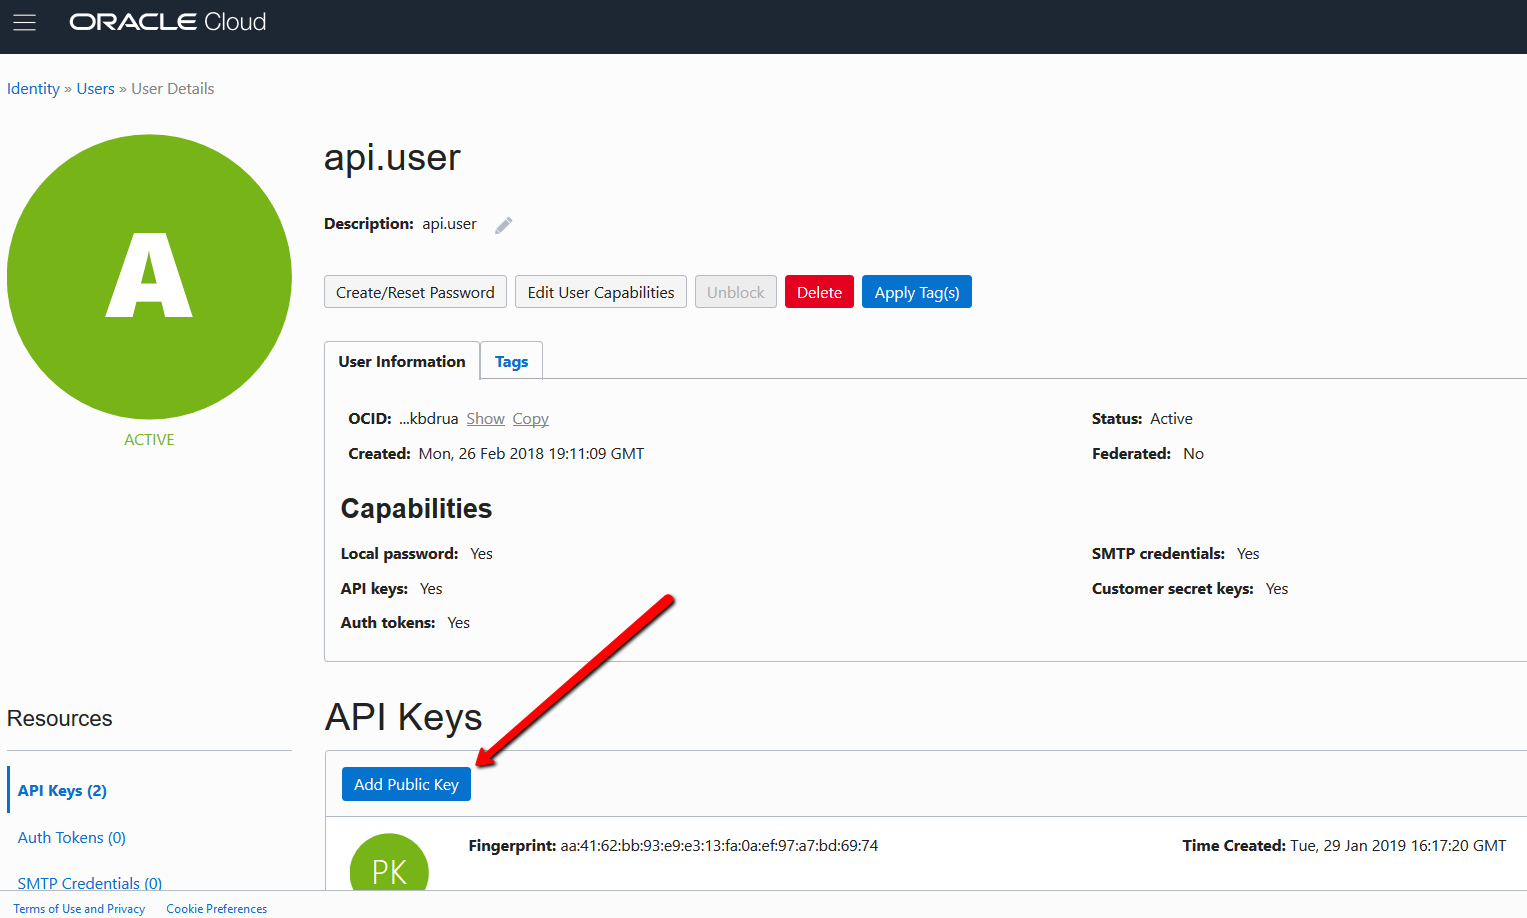 ORACLE Cloud
Identity » Users » User Details
A
ACTIVE
api.user
Description: api.user
Create/Reset Password Edit User Capabilities Unblock Delete Apply Tag(s)
User Information Tags
OCID: ...kbdrua Show Copy Status: Active
Created: Mon, 26 Feb 2018 19:11:09 GMT Federated: No
Capabilities
Local password: Yes SMTP credentials: Yes
API keys: Yes Customer secret keys: Yes
Auth tokens: Yes
Resources
API Keys (2)
Auth Tokens (0)
SMTP Credentials (0)
API Keys
Add Public Key
PK
Fingerprint: aa:41:62:bb:93:e9:e3:13:fa:0a:ef:97:a7:bd:69:74 Time Created: Tue, 29 Jan 2019 16:17:20 GMT
Terms of Use and Privacy Cookie Preferences